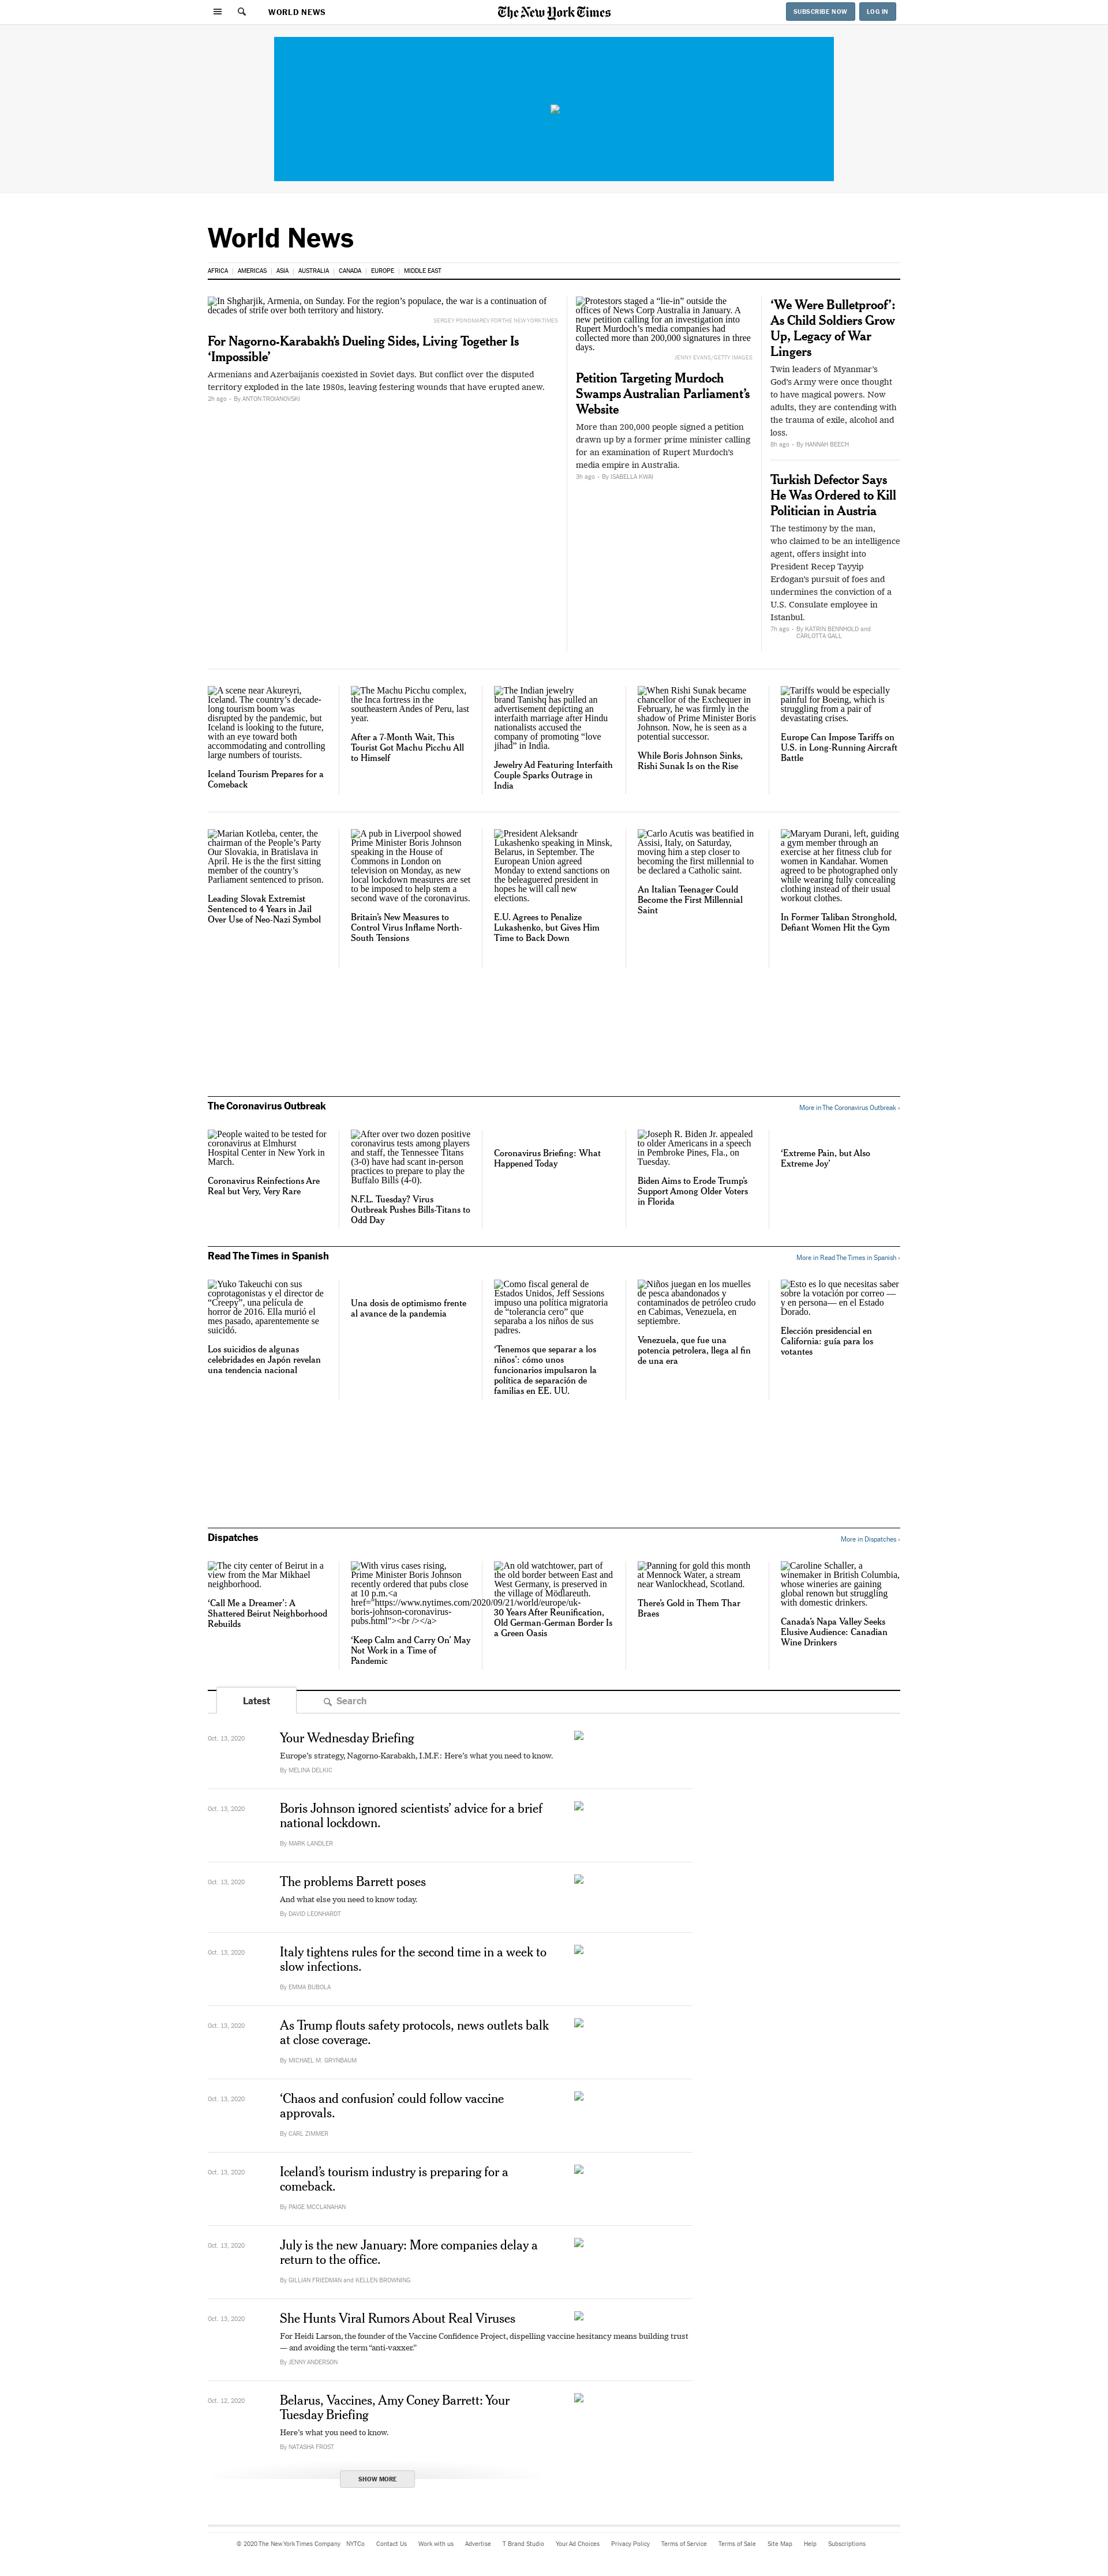 WORLD NEWS
The New York Times
SUBSCRIBE NOW
LOG IN
World News
AFRICA
AMERICAS
ASIA
AUSTRALIA
CANADA
EUROPE
MIDDLE EAST
In Shgharjik, Armenia, on Sunday. For the region’s populace, the war is a continuation of
decades of strife over both territory and history.
SERGEY PONOMAREV FOR THE NEW YORK TIMES
For Nagorno-Karabakh’s Dueling Sides, Living Together Is
‘Impossible’
Armenians and Azerbaijanis coexisted in Soviet days. But conflict over the disputed
territory exploded in the late 1980s, leaving festering wounds that have erupted anew.
2h ago - By ANTON TROIANOVSKI
Protestors staged a “lie-in” outside the
offices of News Corp Australia in January. A
new petition calling for an investigation into
Rupert Murdoch’s media companies had
collected more than 200,000 signatures in three
days.
JENNY EVANS/GETTY IMAGES
Petition Targeting Murdoch
Swamps Australian Parliament’s
Website
More than 200,000 people signed a petition
drawn up by a former prime minister calling
for an examination of Rupert Murdoch’s
media empire in Australia.
3h ago - By ISABELLA KWAI
‘We Were Bulletproof’:
As Child Soldiers Grow
Up, Legacy of War
Lingers
Twin leaders of Myanmar’s
God’s Army were once thought
to have magical powers. Now
adults, they are contending with
the trauma of exile, alcohol and
loss.
8h ago - By HANNAH BEECH
Turkish Defector Says
He Was Ordered to Kill
Politician in Austria
The testimony by the man,
who claimed to be an intelligence
agent, offers insight into
President Recep Tayyip
Erdogan’s pursuit of foes and
undermines the conviction of a
U.S. Consulate employee in
Istanbul.
7h ago - By KATRIN BENNHOLD and
CARLOTTA GALL
A scene near Akureyri,
Iceland. The country’s decade-
long tourism boom was
disrupted by the pandemic, but
Iceland is looking to the future,
with an eye toward both
accommodating and controlling
large numbers of tourists.
Iceland Tourism Prepares for a
Comeback
The Machu Picchu complex,
the Inca fortress in the
southeastern Andes of Peru, last
year.
After a 7-Month Wait, This
Tourist Got Machu Picchu All
to Himself
The Indian jewelry
brand Tanishq has pulled an
advertisement depicting an
interfaith marriage after Hindu
nationalists accused the
company of promoting “love
jihad” in India.
Jewelry Ad Featuring Interfaith
Couple Sparks Outrage in
India
When Rishi Sunak became
chancellor of the Exchequer in
February, he was firmly in the
shadow of Prime Minister Boris
Johnson. Now, he is seen as a
potential successor.
While Boris Johnson Sinks,
Rishi Sunak Is on the Rise
Tariffs would be especially
painful for Boeing, which is
struggling from a pair of
devastating crises.
Europe Can Impose Tariffs on
U.S. in Long-Running Aircraft
Battle
Marian Kotleba, center, the
chairman of the People’s Party
Our Slovakia, in Bratislava in
April. He is the the first sitting
member of the country’s
Parliament sentenced to prison.
Leading Slovak Extremist
Sentenced to 4 Years in Jail
Over Use of Neo-Nazi Symbol
A pub in Liverpool showed
Prime Minister Boris Johnson
speaking in the House of
Commons in London on
television on Monday, as new
local lockdown measures are set
to be imposed to help stem a
second wave of the coronavirus.
Britain’s New Measures to
Control Virus Inflame North-
South Tensions
President Aleksandr
Lukashenko speaking in Minsk,
Belarus, in September. The
European Union agreed
Monday to extend sanctions on
the beleaguered president in
hopes he will call new
elections.
E.U. Agrees to Penalize
Lukashenko, but Gives Him
Time to Back Down
Carlo Acutis was beatified in
Assisi, Italy, on Saturday,
moving him a step closer to
becoming the first millennial to
be declared a Catholic saint.
An Italian Teenager Could
Become the First Millennial
Saint
Maryam Durani, left, guiding
a gym member through an
exercise at her fitness club for
women in Kandahar. Women
agreed to be photographed only
while wearing fully concealing
clothing instead of their usual
workout clothes.
In Former Taliban Stronghold,
Defiant Women Hit the Gym
The Coronavirus Outbreak
More in The Coronavirus Outbreak ›
People waited to be tested for
coronavirus at Elmhurst
Hospital Center in New York in
March.
Coronavirus Reinfections Are
Real but Very, Very Rare
After over two dozen positive
coronavirus tests among players
and staff, the Tennessee Titans
(3-0) have had scant in-person
practices to prepare to play the
Buffalo Bills (4-0).
N.F.L. Tuesday? Virus
Outbreak Pushes Bills-Titans to
Odd Day
Coronavirus Briefing: What
Happened Today
Joseph R. Biden Jr. appealed
to older Americans in a speech
in Pembroke Pines, Fla., on
Tuesday.
Biden Aims to Erode Trump’s
Support Among Older Voters
in Florida
‘Extreme Pain, but Also
Extreme Joy’
Read The Times in Spanish
More in Read The Times in Spanish ›
Yuko Takeuchi con sus
coprotagonistas y el director de
“Creepy”, una película de
horror de 2016. Ella murió el
mes pasado, aparentemente se
suicidó.
Los suicidios de algunas
celebridades en Japón revelan
una tendencia nacional
Una dosis de optimismo frente
al avance de la pandemia
Como fiscal general de
Estados Unidos, Jeff Sessions
impuso una política migratoria
de “tolerancia cero” que
separaba a los niños de sus
padres.
‘Tenemos que separar a los
niños’: cómo unos
funcionarios impulsaron la
política de separación de
familias en EE. UU.
Niños juegan en los muelles
de pesca abandonados y
contaminados de petróleo crudo
en Cabimas, Venezuela, en
septiembre.
Venezuela, que fue una
potencia petrolera, llega al fin
de una era
Esto es lo que necesitas saber
sobre la votación por correo —
y en persona— en el Estado
Dorado.
Elección presidencial en
California: guía para los
votantes
Dispatches
More in Dispatches ›
The city center of Beirut in a
view from the Mar Mikhael
neighborhood.
‘Call Me a Dreamer’: A
Shattered Beirut Neighborhood
Rebuilds
With virus cases rising,
Prime Minister Boris Johnson
recently ordered that pubs close
at 10 p.m.<a
href="https://www.nytimes.com/2020/09/21/world/europe/uk-
boris-johnson-coronavirus-
pubs.html"><br /></a>
‘Keep Calm and Carry On’ May
Not Work in a Time of
Pandemic
An old watchtower, part of
the old border between East and
West Germany, is preserved in
the village of Mödlareuth.
30 Years After Reunification,
Old German-German Border Is
a Green Oasis
Panning for gold this month
at Mennock Water, a stream
near Wanlockhead, Scotland.
There’s Gold in Them Thar
Braes
Caroline Schaller, a
winemaker in British Columbia,
whose wineries are gaining
global renown but struggling
with domestic drinkers.
Canada’s Napa Valley Seeks
Elusive Audience: Canadian
Wine Drinkers
Latest
Search
Oct. 13, 2020
Your Wednesday Briefing
Europe’s strategy, Nagorno-Karabakh, I.M.F.: Here’s what you need to know.
By MELINA DELKIC
Oct. 13, 2020
Boris Johnson ignored scientists’ advice for a brief
national lockdown.
By MARK LANDLER
Oct. 13, 2020
The problems Barrett poses
And what else you need to know today.
By DAVID LEONHARDT
Oct. 13, 2020
Italy tightens rules for the second time in a week to
slow infections.
By EMMA BUBOLA
Oct. 13, 2020
As Trump flouts safety protocols, news outlets balk
at close coverage.
By MICHAEL M. GRYNBAUM
Oct. 13, 2020
‘Chaos and confusion’ could follow vaccine
approvals.
By CARL ZIMMER
Oct. 13, 2020
Iceland’s tourism industry is preparing for a
comeback.
By PAIGE MCCLANAHAN
Oct. 13, 2020
July is the new January: More companies delay a
return to the office.
By GILLIAN FRIEDMAN and KELLEN BROWNING
Oct. 13, 2020
She Hunts Viral Rumors About Real Viruses
For Heidi Larson, the founder of the Vaccine Confidence Project, dispelling vaccine hesitancy means building trust
— and avoiding the term “anti-vaxxer.”
By JENNY ANDERSON
Oct. 12, 2020
Belarus, Vaccines, Amy Coney Barrett: Your
Tuesday Briefing
Here’s what you need to know.
By NATASHA FROST
SHOW MORE
© 2020 The New York Times Company
NYTCo
Contact Us
Work with us
Advertise
T Brand Studio
Your Ad Choices
Privacy Policy
Terms of Service
Terms of Sale
Site Map
Help
Subscriptions